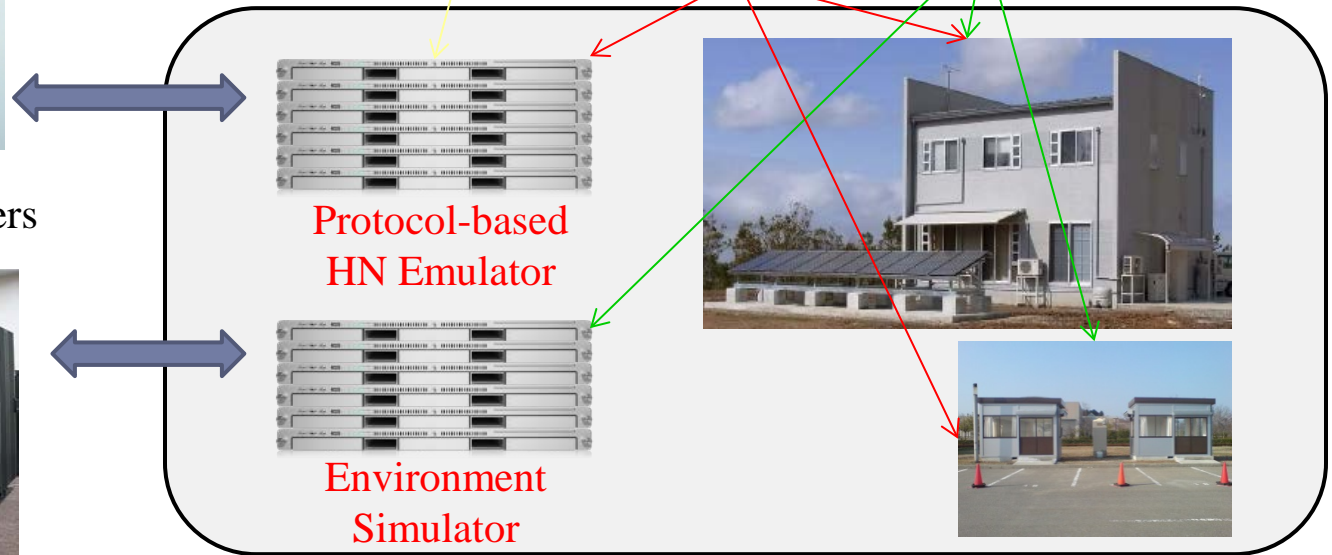 ers
Protocol-based
HN Emulator
Environment
Simulator